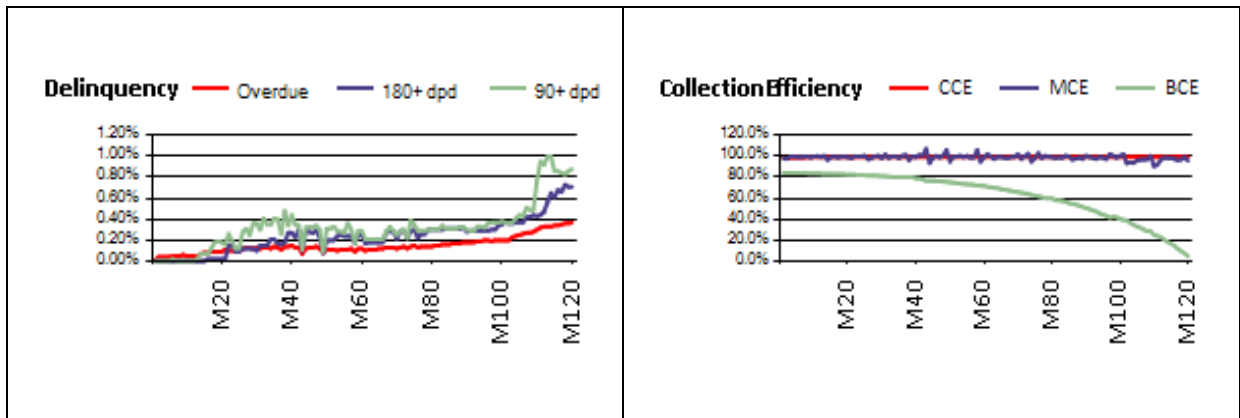 Delinquency Overdue 180+ dpd 90+ dpd
1.20%
1.00%
0.80%
0.60%
0.40%
0.20%
0.00%
M20
M40
M60
M80
M100
M120
Collection Efficiency CCE MCE BCE
120.0%
100.0%
80.0%
60.0%
40.0%
20.0%
0.0%
M20
M40
M60
M80
M100
M120